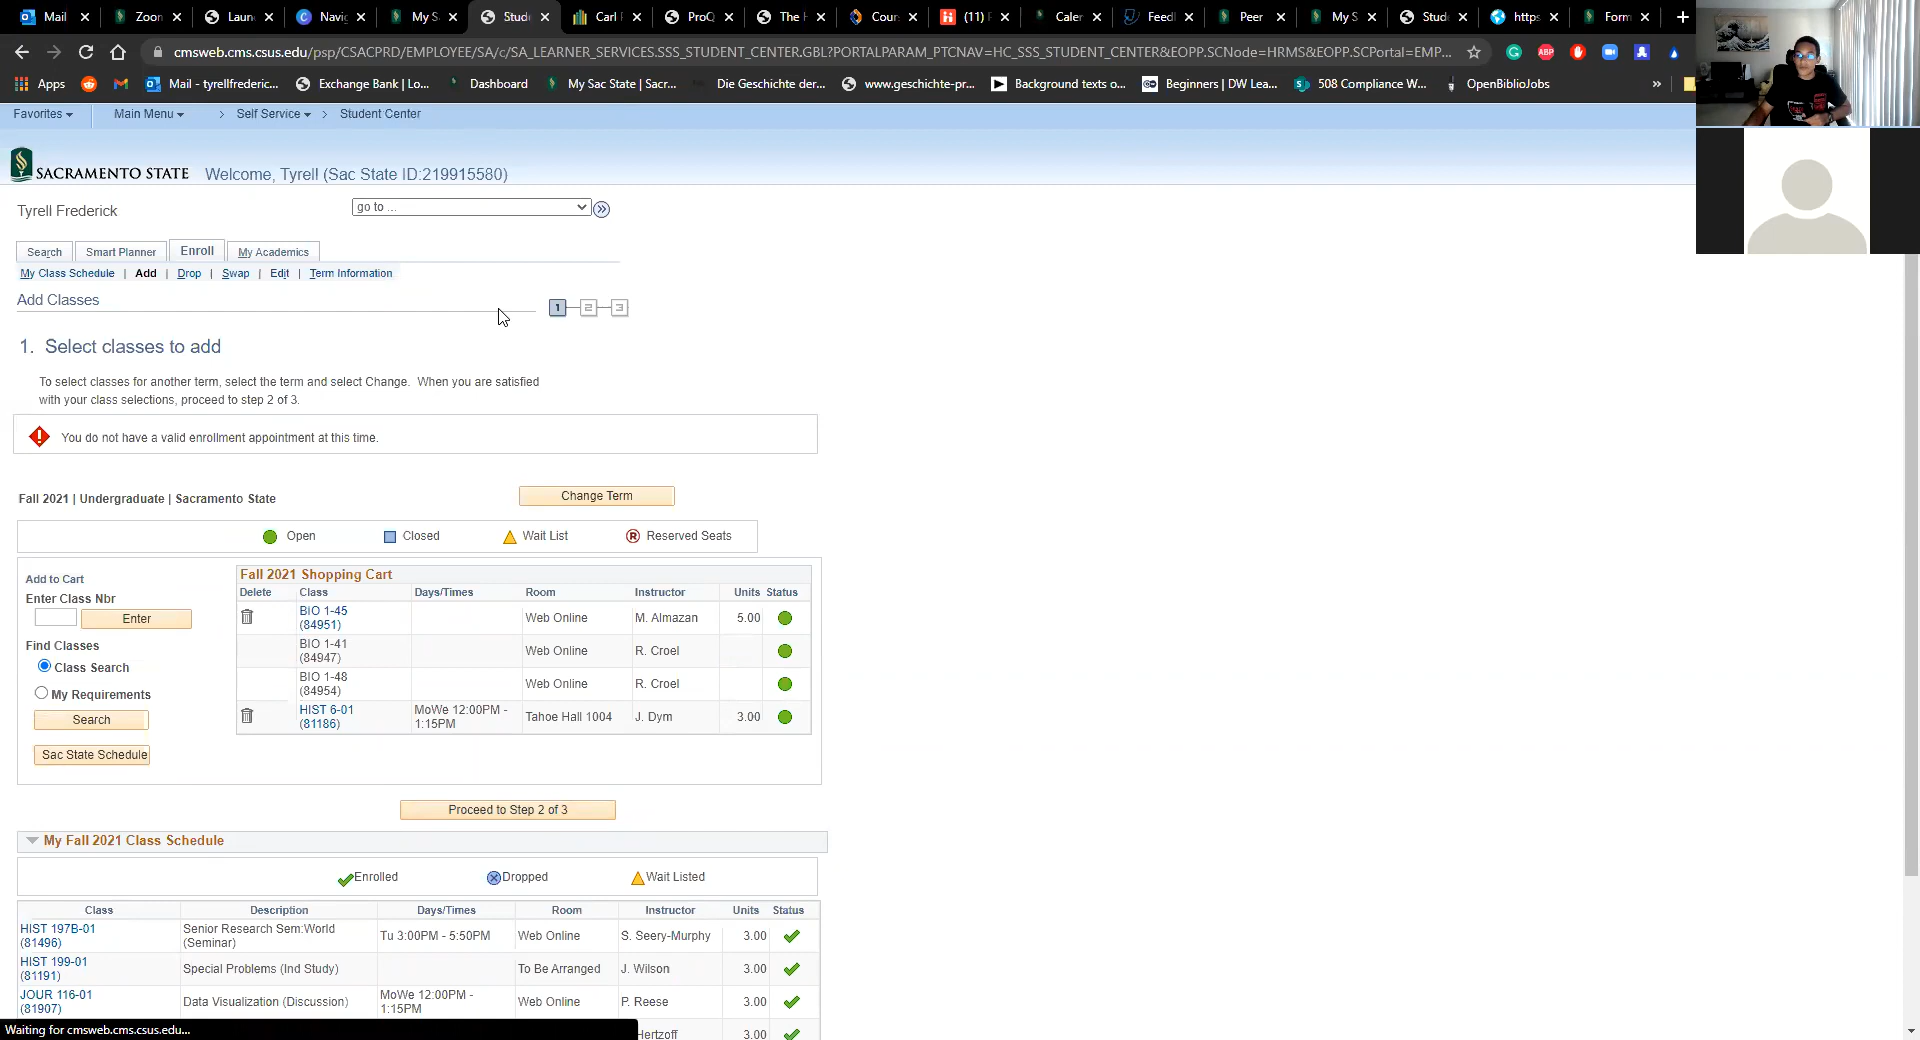 Mail
Zoon
Laun
Navig
My S
Stude
Carl F
ProQ
The H
Cours
(11) F
Caler
Feedl
Peer
My S
Stude
https
Form
cmsweb.cms.csus.edu/psp/CSACPRD/EMPLOYEE/SA/c/SA_LEARNER_SERVICES.SSS_STUDENT_CENTER.GBL?PORTALPARAM_PTCNAV=HC_SSS_STUDENT_CENTER&EOPP.SCNode=HRMS&EOPP.SCPortal=EMP...
Apps
Mail - tyrellfrederic...
Exchange Bank | Lo...
Dashboard
My Sac State | Sacr...
Die Geschichte der...
www.geschichte-pr...
Background texts o...
Beginners | DW Lea...
508 Compliance W...
OpenBiblioJobs
Favorites
Main Menu
Self Service
Student Center
SACRAMENTO STATE
Welcome, Tyrell (Sac State ID:219915580)
Tyrell Frederick
go to ...
Search
Smart Planner
Enroll
My Academics
My Class Schedule | Add | Drop | Swap | Edit | Term Information
Add Classes
1 2 3
1. Select classes to add
To select classes for another term, select the term and select Change. When you are satisfied
with your class selections, proceed to step 2 of 3.
You do not have a valid enrollment appointment at this time.
Fall 2021 | Undergraduate | Sacramento State
Change Term
Open
Closed
Wait List
R Reserved Seats
Add to Cart
Enter Class Nbr
Enter
Find Classes
Class Search
My Requirements
Search
Sac State Schedule
Fall 2021 Shopping Cart
Delete Class Days/Times Room Instructor Units Status
BIO 1-45
(84951) Web Online M. Almazan 5.00
BIO 1-41
(84947) Web Online R. Croel
BIO 1-48
(84954) Web Online R. Croel
HIST 6-01 MoWe 12:00PM -
(81186) 1:15PM Tahoe Hall 1004 J. Dym 3.00
Proceed to Step 2 of 3
My Fall 2021 Class Schedule
Enrolled
Dropped
Wait Listed
Class Description Days/Times Room Instructor Units Status
HIST 197B-01 Senior Research Sem:World
(81496) (Seminar) Tu 3:00PM - 5:50PM Web Online S. Seery-Murphy 3.00
HIST 199-01
(81191) Special Problems (Ind Study) To Be Arranged J. Wilson 3.00
JOUR 116-01 MoWe 12:00PM -
(81907) Data Visualization (Discussion) 1:15PM Web Online P. Reese 3.00
Hertzoff 3.00
Waiting for cmsweb.cms.csus.edu...